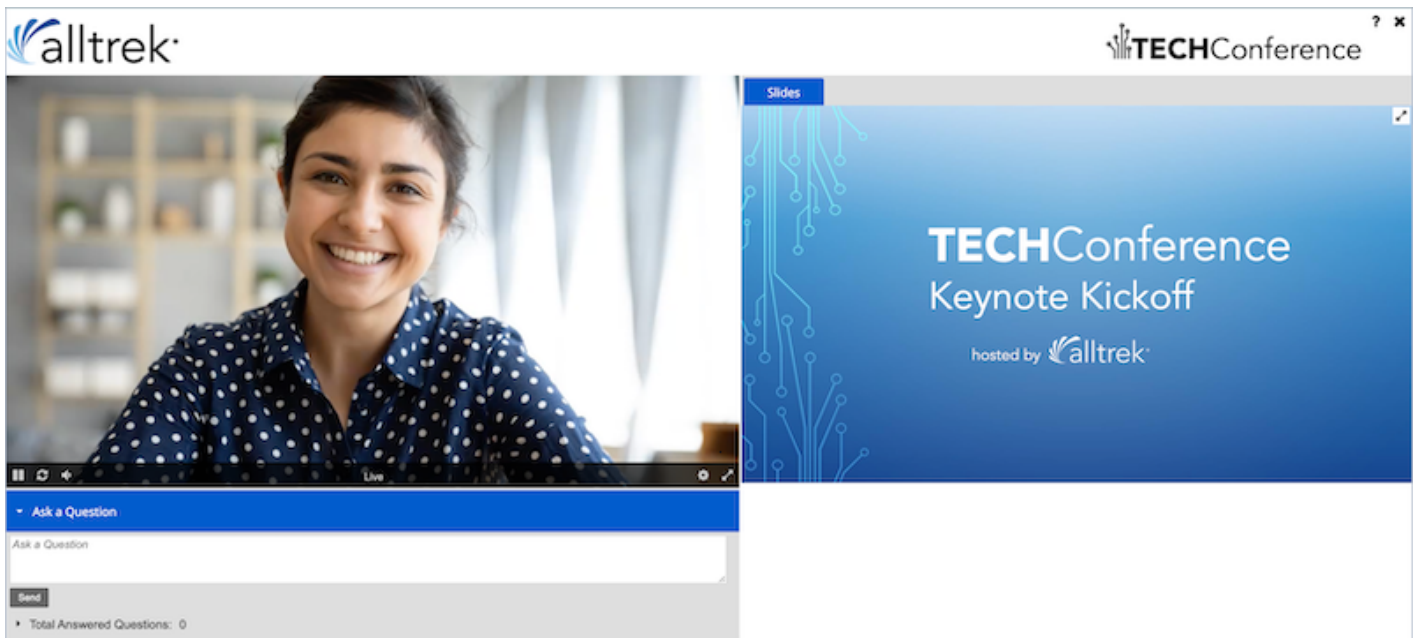 alltrek
TECHConference
?
Slides
TECHConference
Keynote Kickoff
hosted by alltrek
Live
Ask a Question
Ask a Question
Send
Total Answered Questions: 0